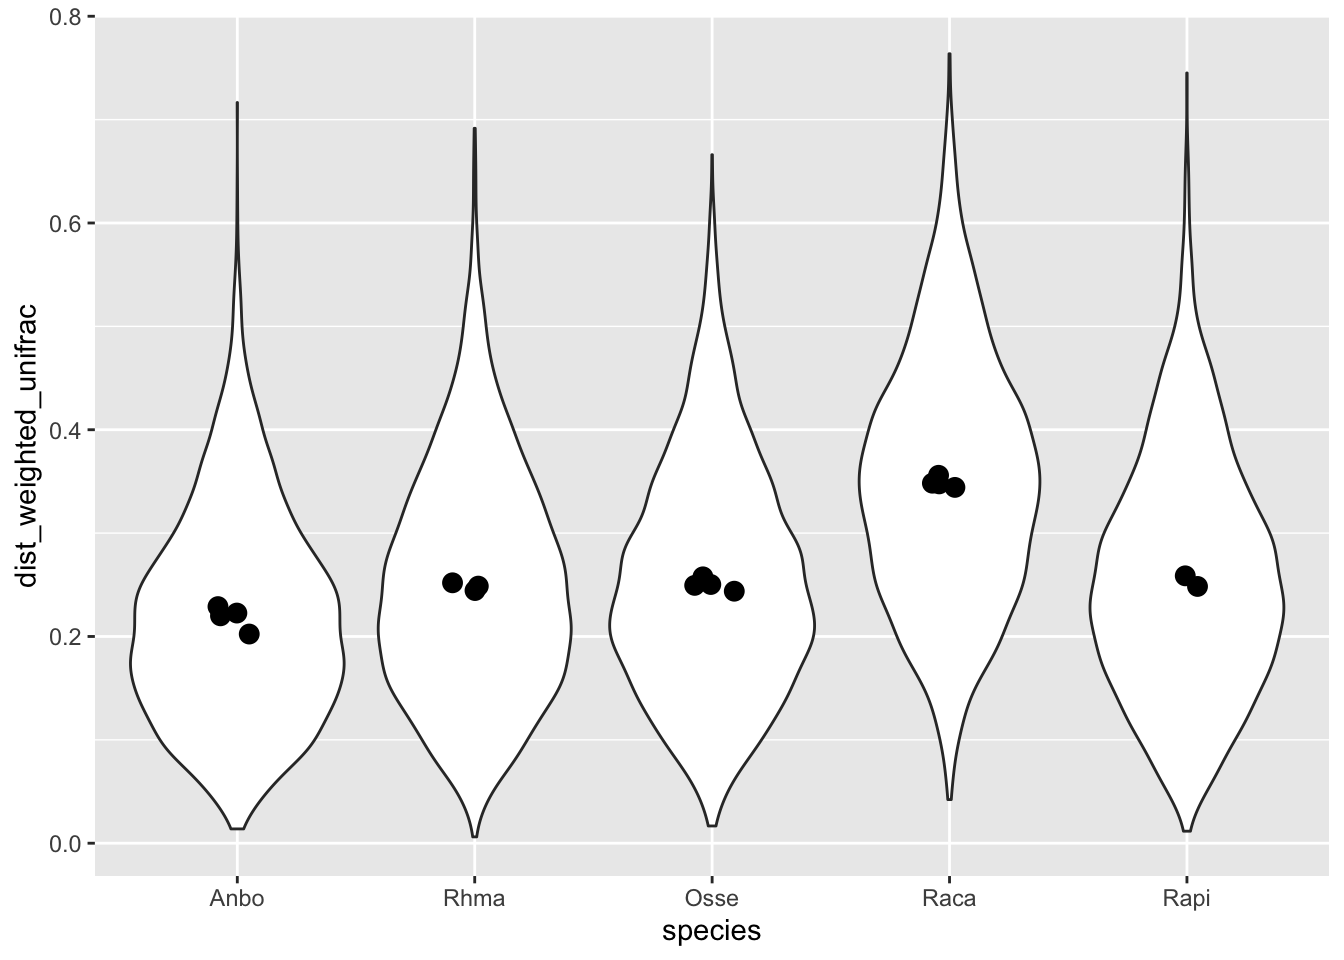 0.8
0.6
0.4
0.2
0.0
dist_weighted_unifrac
Anbo
Rhma
Osse
Raca
Rapi
species